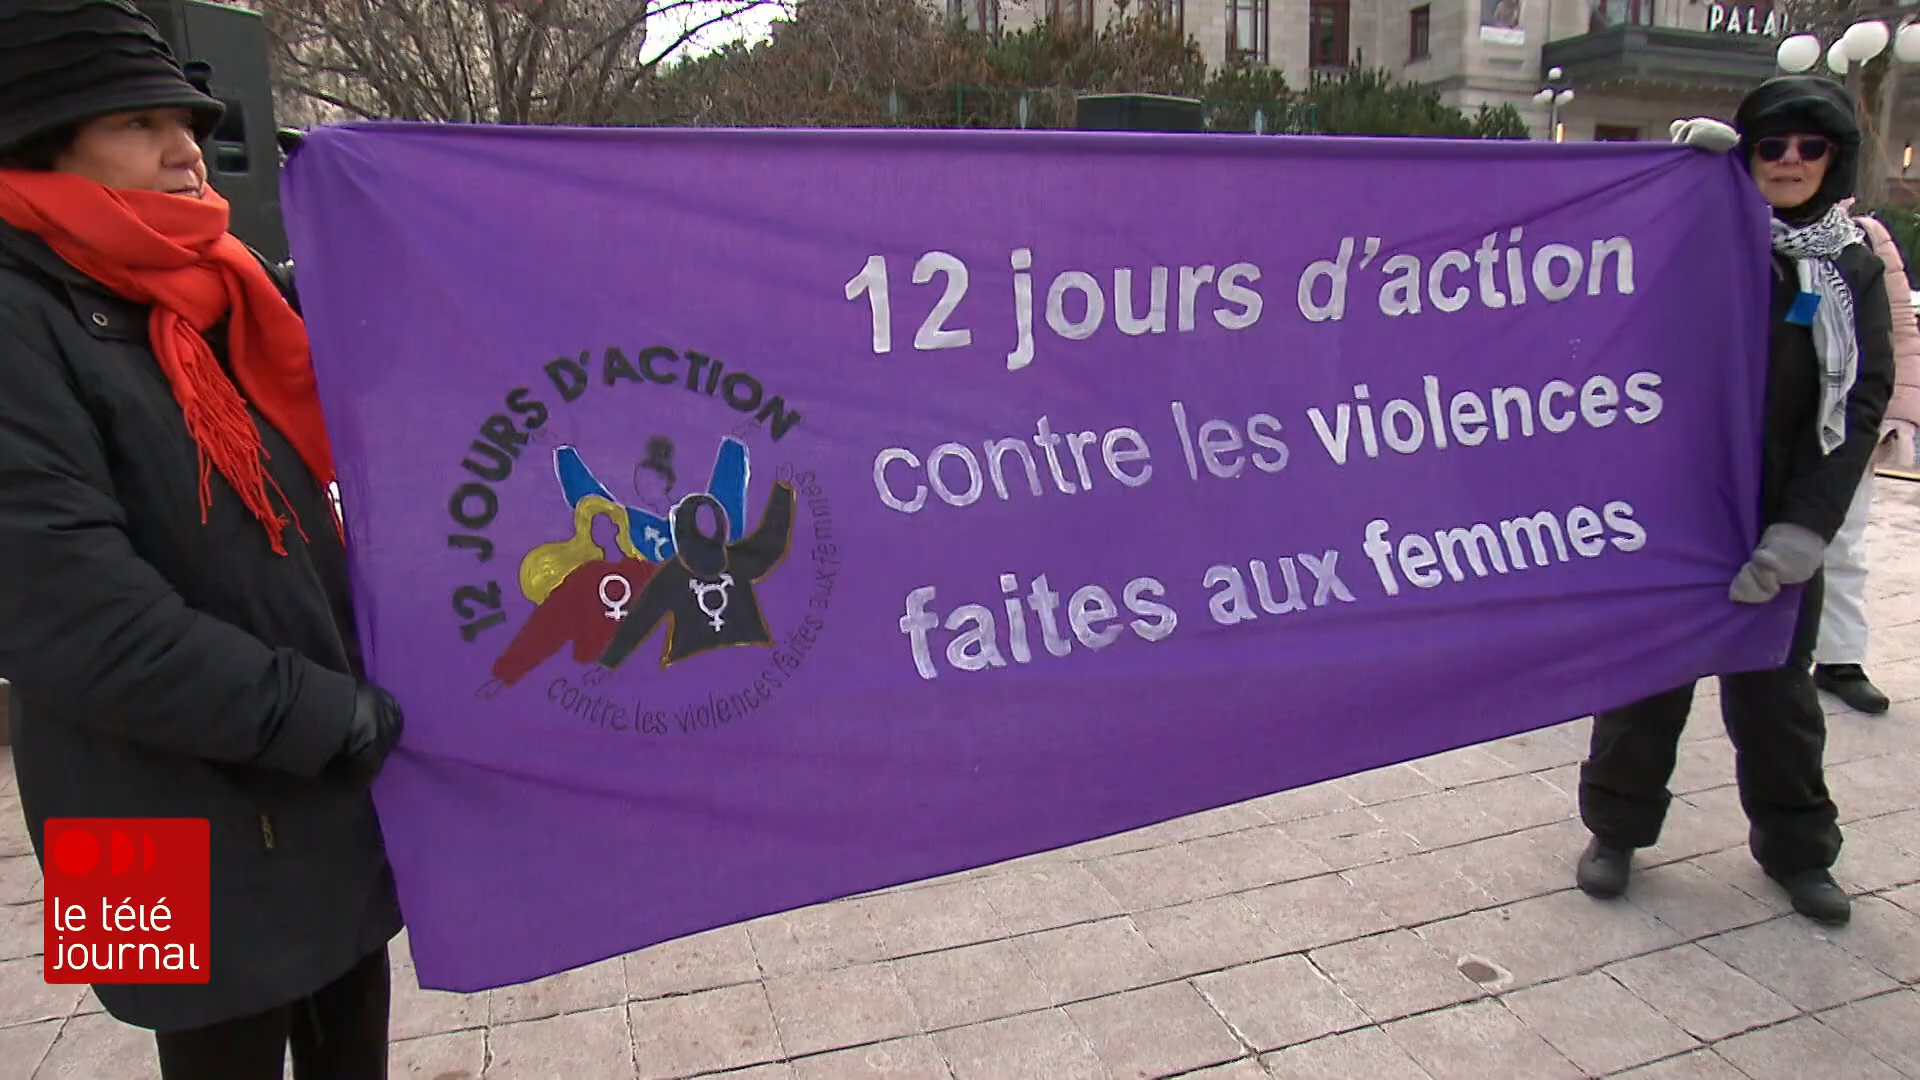 PALAI
12 jours d'action
contre les violences
faites aux femmes
12 JOURS D'ACTION
contre les violences faites aux femmes
le télé
journal